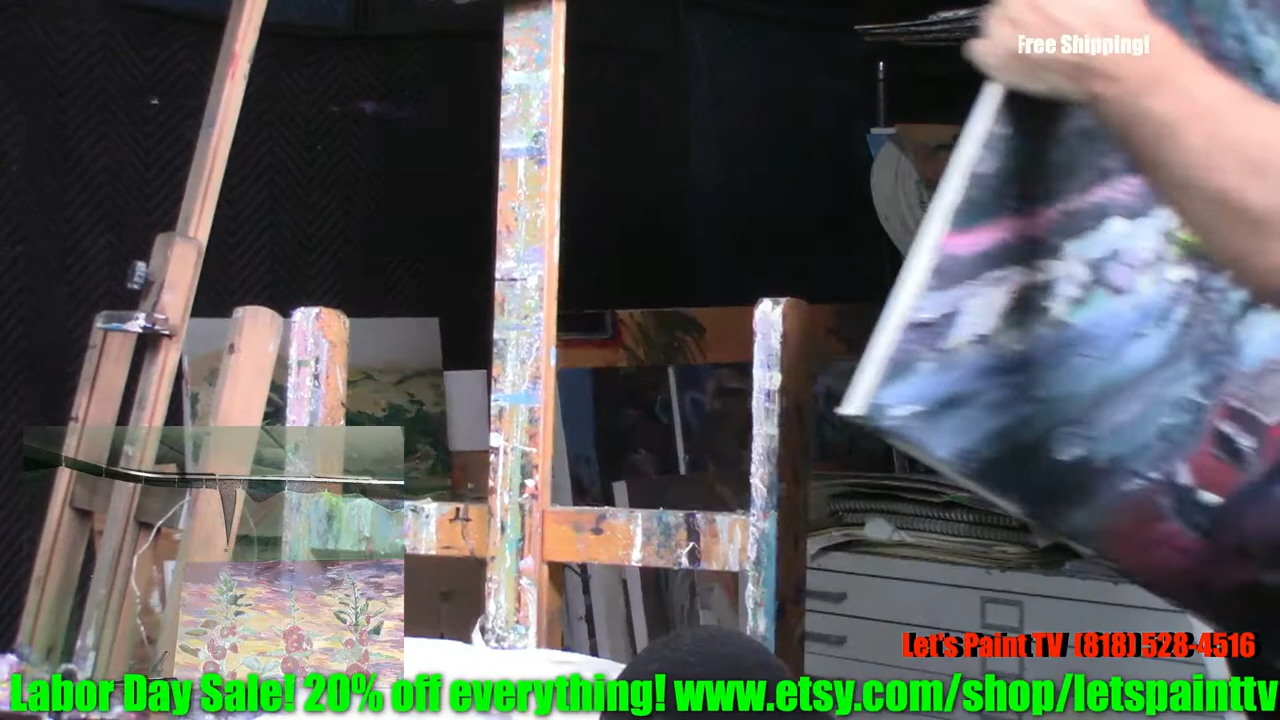 Free Shipping!
Let's Paint TV (818) 528-4516
Labor Day Sale! 20% off everything! www.etsy.com/shop/letspainttv